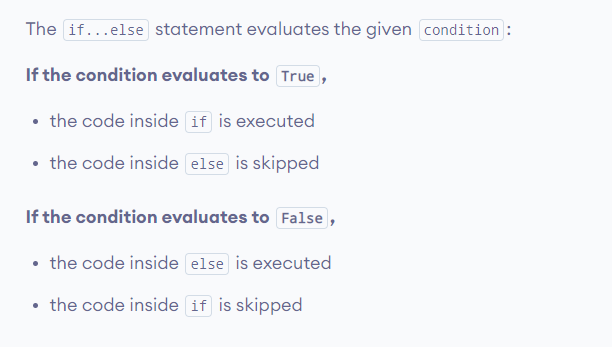 The if...else statement evaluates the given condition:
If the condition evaluates to True,
• the code inside if is executed
• the code inside else is skipped
If the condition evaluates to False,
• the code inside else is executed
• the code inside if is skipped